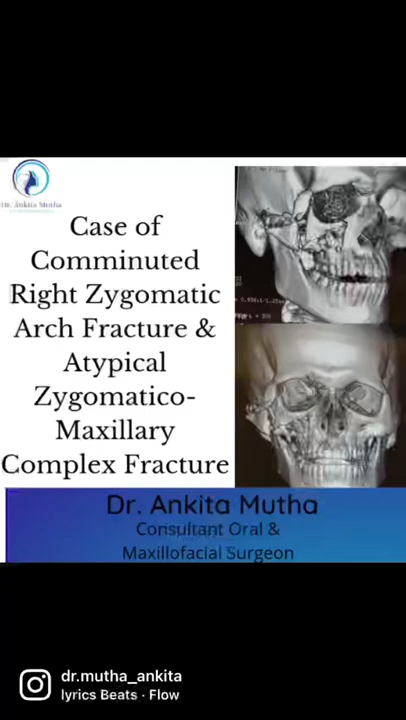 Dr. Ankita Mutha
Case of
Comminuted
Right Zygomatic
Arch Fracture &
Atypical
Zygomatico-
Maxillary
Complex Fracture
Dr. Ankita Mutha
Consultant Oral &
Maxillofacial Surgeon
dr.mutha_ankita
lyrics Beats · Flow